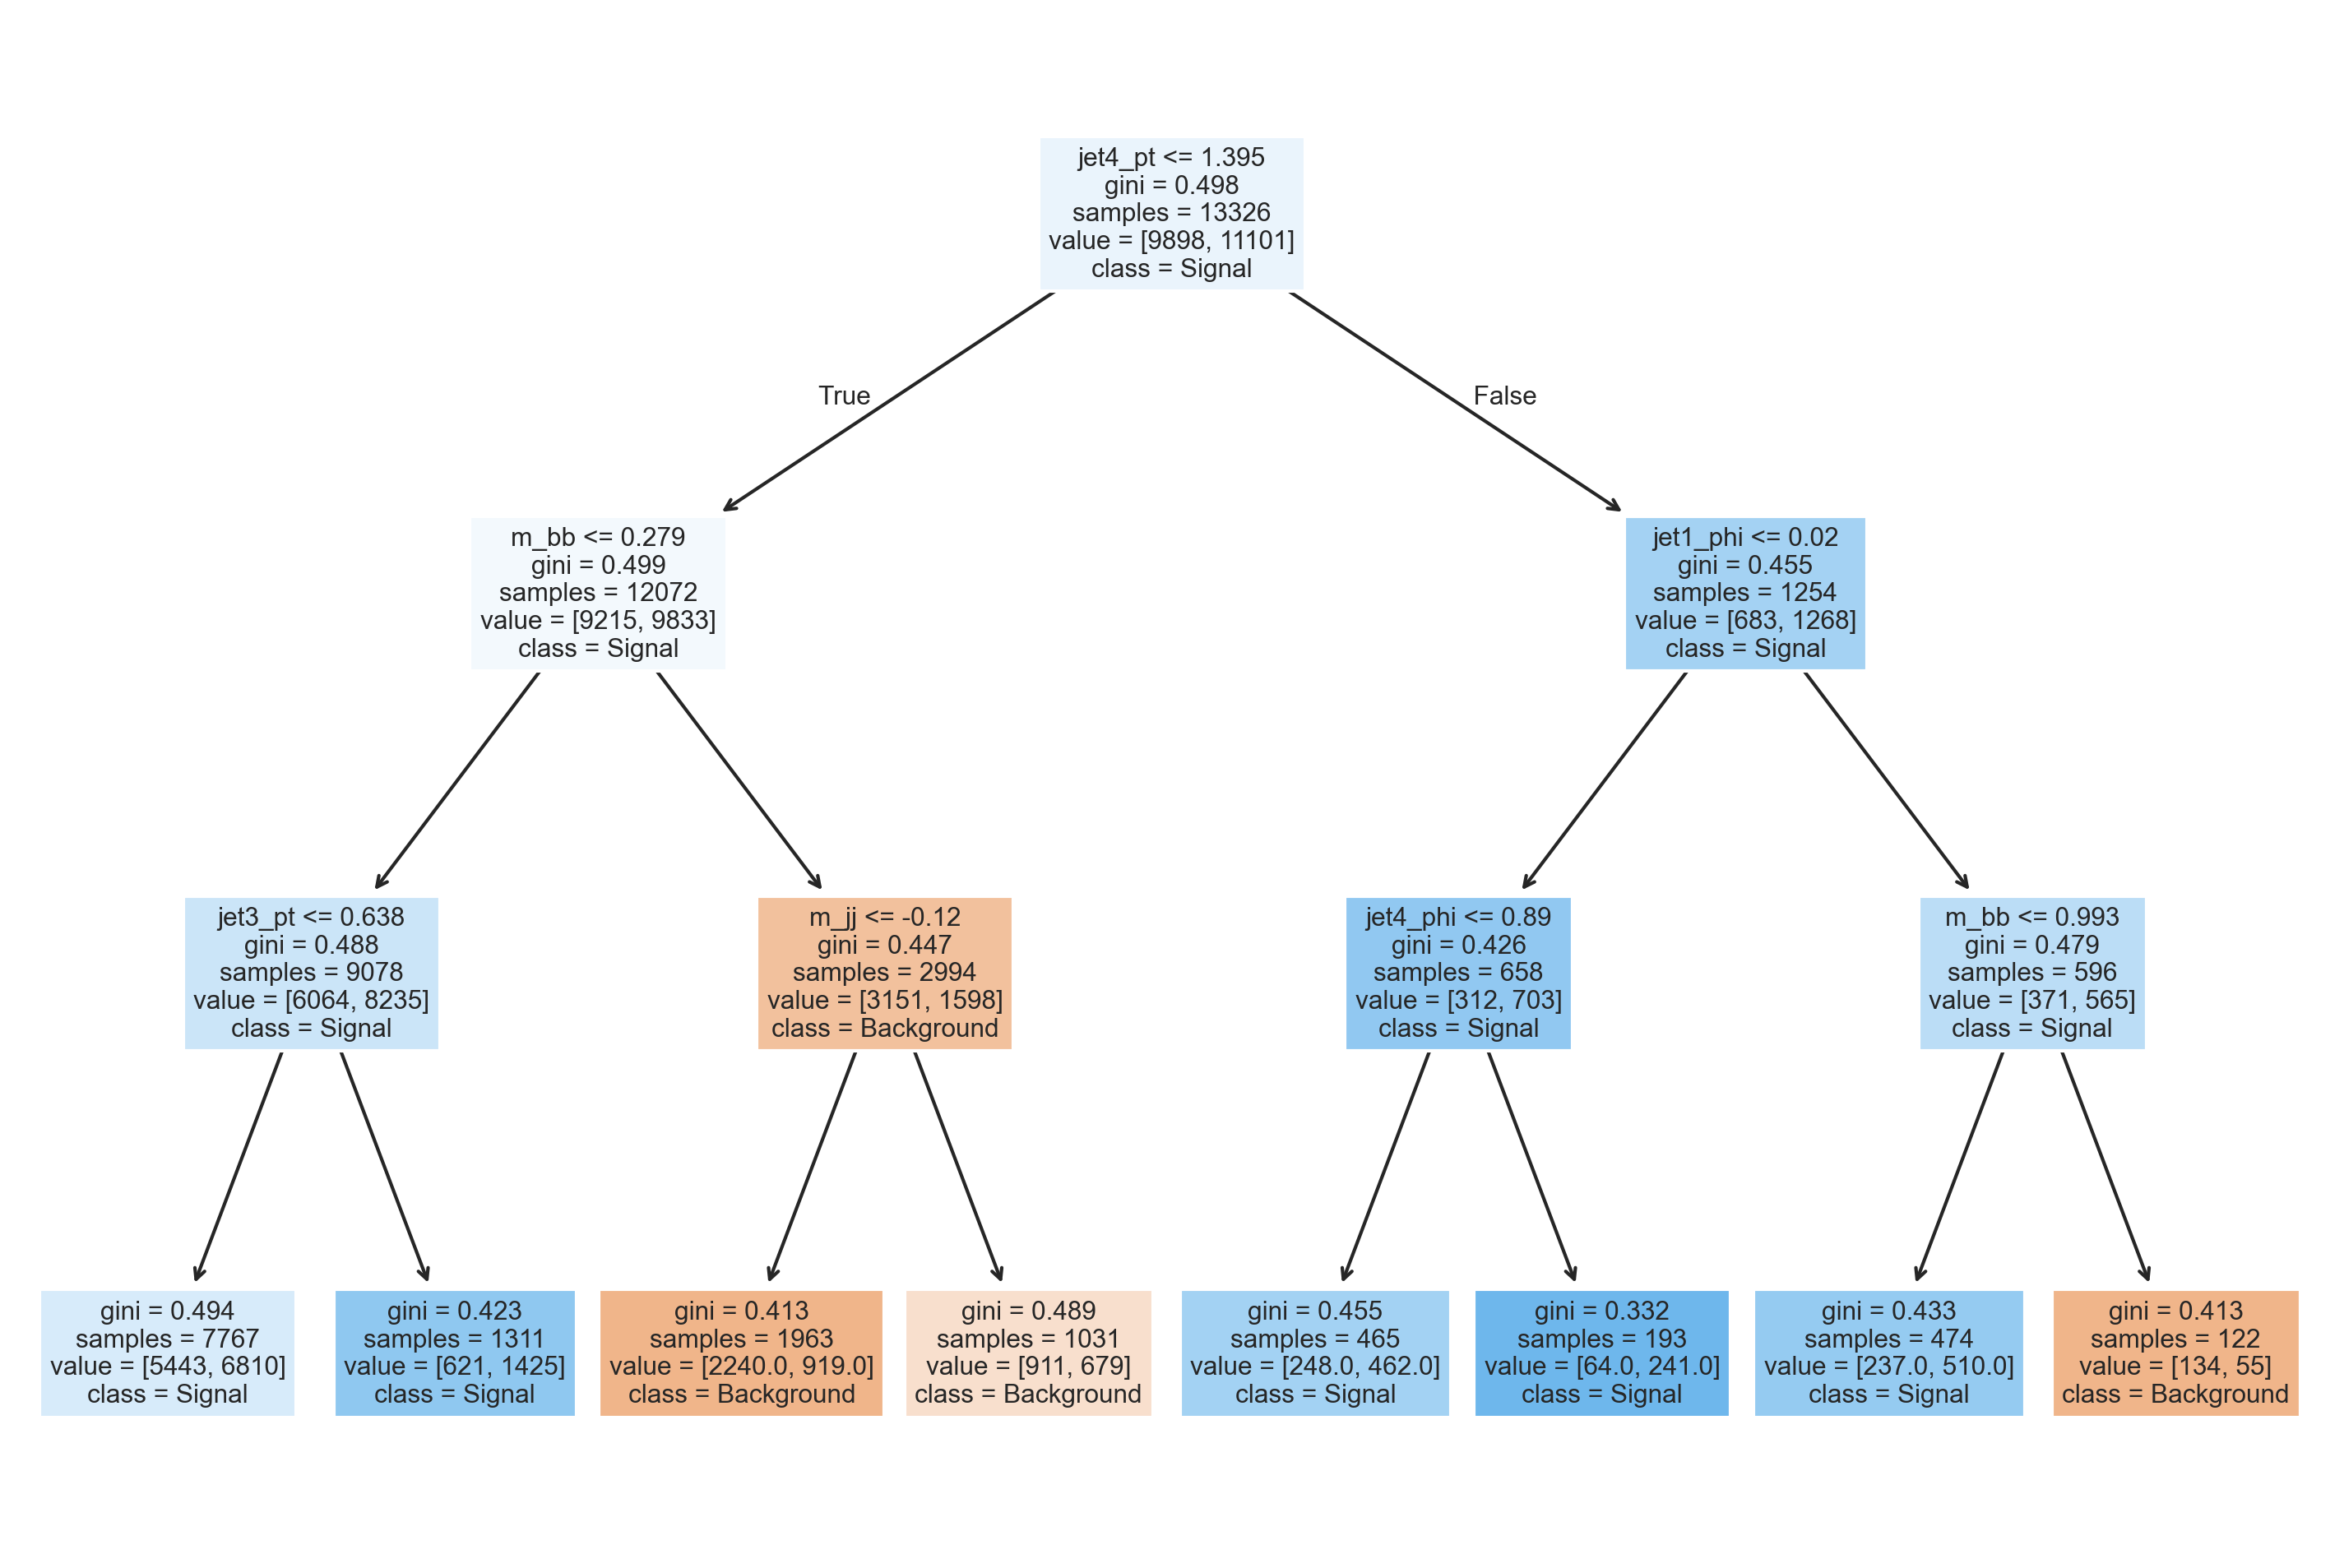 jet4_pt <= 1.395
gini = 0.498
samples = 13326
value = [9898, 11101]
class = Signal
True
False
m_bb <= 0.279
gini = 0.499
samples = 12072
value = [9215, 9833]
class = Signal
jet1_phi <= 0.02
gini = 0.455
samples = 1254
value = [683, 1268]
class = Signal
jet3_pt <= 0.638
gini = 0.488
samples = 9078
value = [6064, 8235]
class = Signal
m_jj <= -0.12
gini = 0.447
samples = 2994
value = [3151, 1598]
class = Background
jet4_phi <= 0.89
gini = 0.426
samples = 658
value = [312, 703]
class = Signal
m_bb <= 0.993
gini = 0.479
samples = 596
value = [371, 565]
class = Signal
gini = 0.494
samples = 7767
value = [5443, 6810]
class = Signal
gini = 0.423
samples = 1311
value = [621, 1425]
class = Signal
gini = 0.413
samples = 1963
value = [2240.0, 919.0]
class = Background
gini = 0.489
samples = 1031
value = [911, 679]
class = Background
gini = 0.455
samples = 465
value = [248.0, 462.0]
class = Signal
gini = 0.332
samples = 193
value = [64.0, 241.0]
class = Signal
gini = 0.433
samples = 474
value = [237.0, 510.0]
class = Signal
gini = 0.413
samples = 122
value = [134, 55]
class = Background